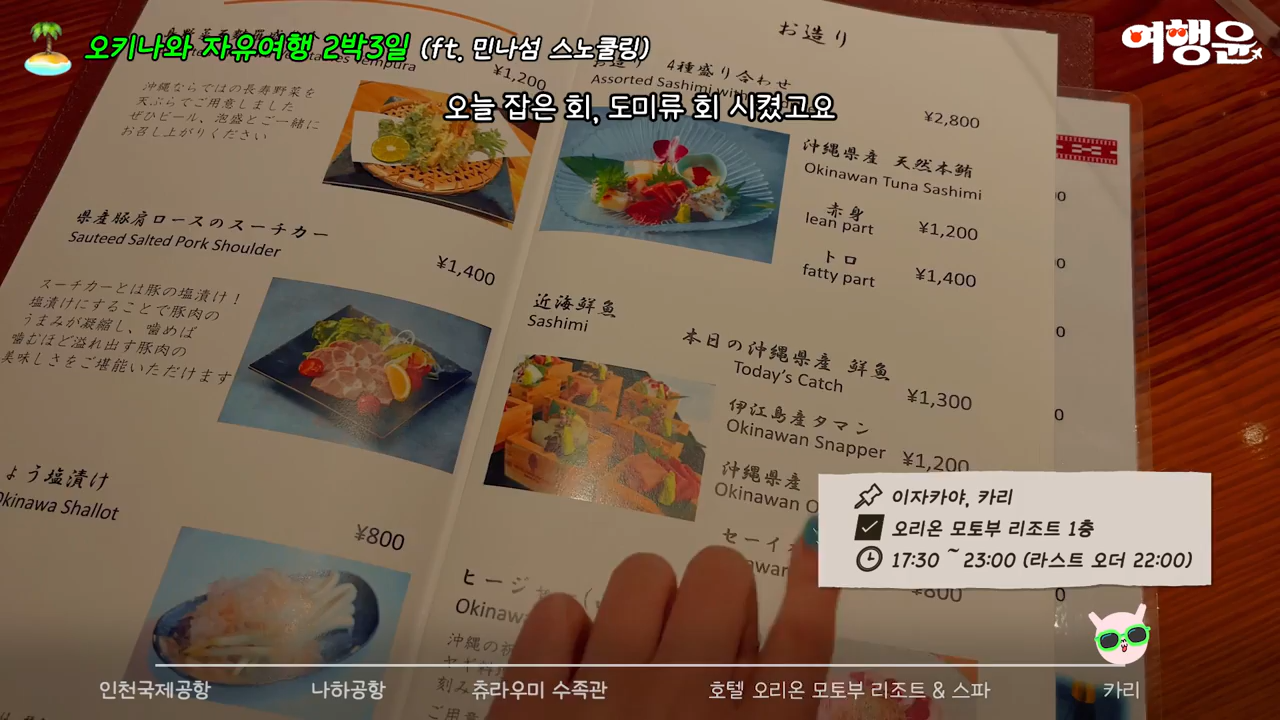 오키나와 자유여행 2박3일 (ft. 민나섬 스노쿨링)
여행윤
오늘 잡은 회, 도미류 회 시켰고요
Tempura
¥1,200
沖縄ならではの長寿野菜を
天ぷらでご用意しました
ぜひビール、泡盛とご一緒に
お召し上がりください
県産豚肩ロースのスーチカー
Sauteed Salted Pork Shoulder
¥1,400
スーチカーとは豚の塩漬け！
塩漬けにすることで豚肉の
うまみが凝縮し、噛めば
噛むほど溢れ出す豚肉の
美味しさをご堪能いただけます
ょう塩漬け
Okinawa Shallot
¥800
お造り
4種盛り合わせ
Assorted Sashimi with
¥2,800
沖縄県産 天然本鮪
Okinawan Tuna Sashimi
赤身
lean part
¥1,200
トロ
fatty part
¥1,400
近海鮮魚
Sashimi
本日の沖縄県産 鮮魚
Today's Catch
¥1,300
伊江島産タマン
Okinawan Snapper
¥1,200
沖縄県産
Okinawan
セーイ
¥800
ヒージ
Okinaw
沖縄の
이자카야, 카리
오리온 모토부 리조트 1층
17:30 ~ 23:00 (라스트 오더 22:00)
인천국제공항
나하공항
츄라우미 수족관
호텔 오리온 모토부 리조트 & 스파
카리